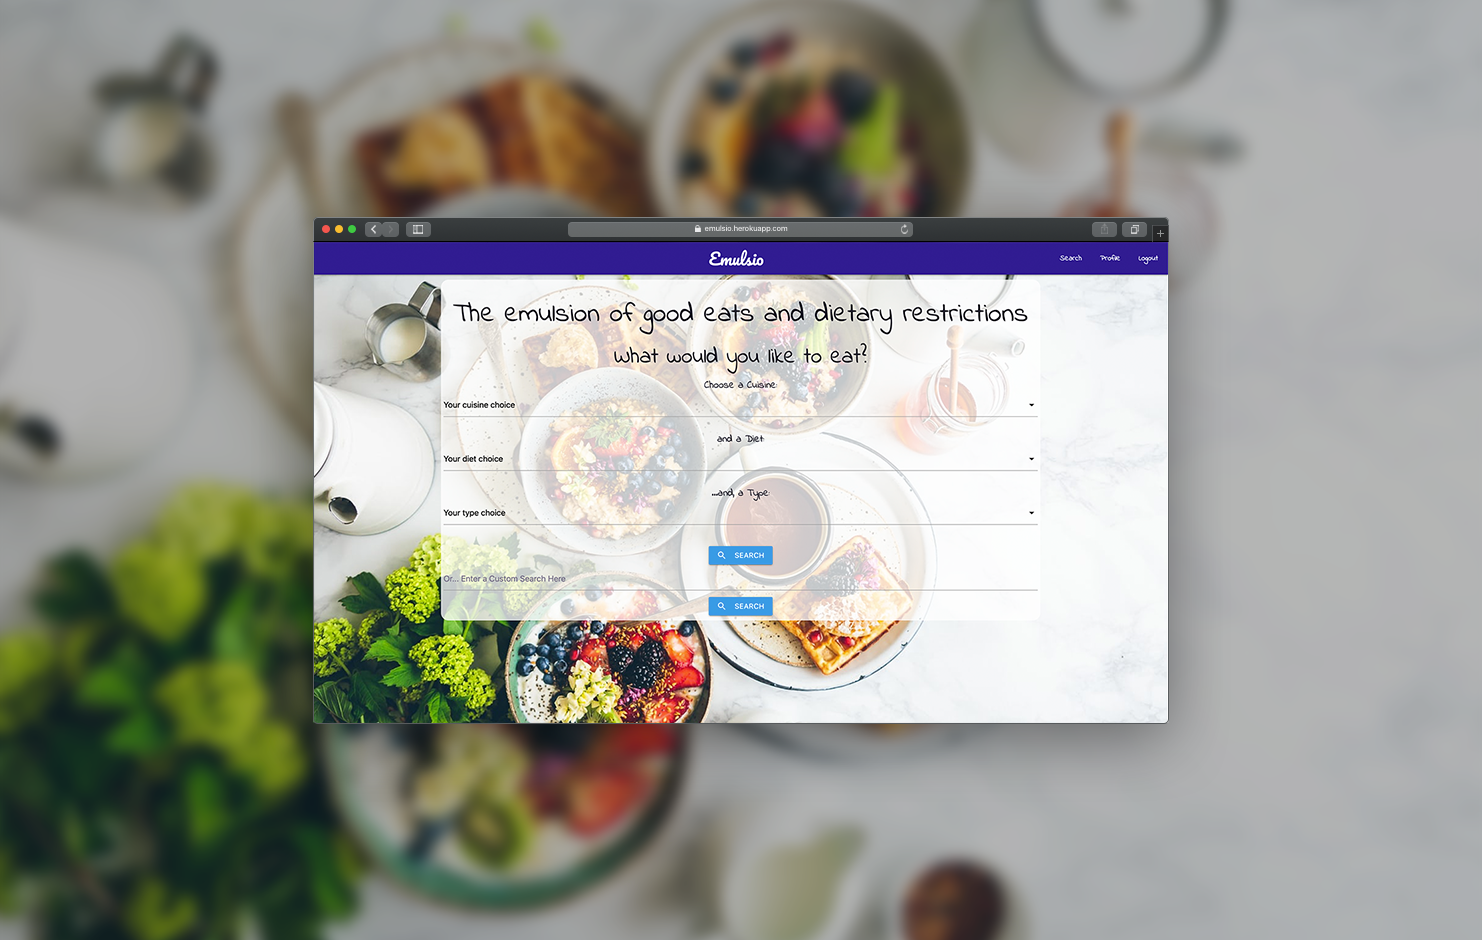 emulsio.herokuapp.com
Emulsio
Search Profile Logout
The emulsion of good eats and dietary restrictions
What would you like to eat?
Choose a Cuisine:
Your cuisine choice
and a Diet:
Your diet choice
...and, a Type:
Your type choice
SEARCH
Or... Enter a Custom Search Here
SEARCH